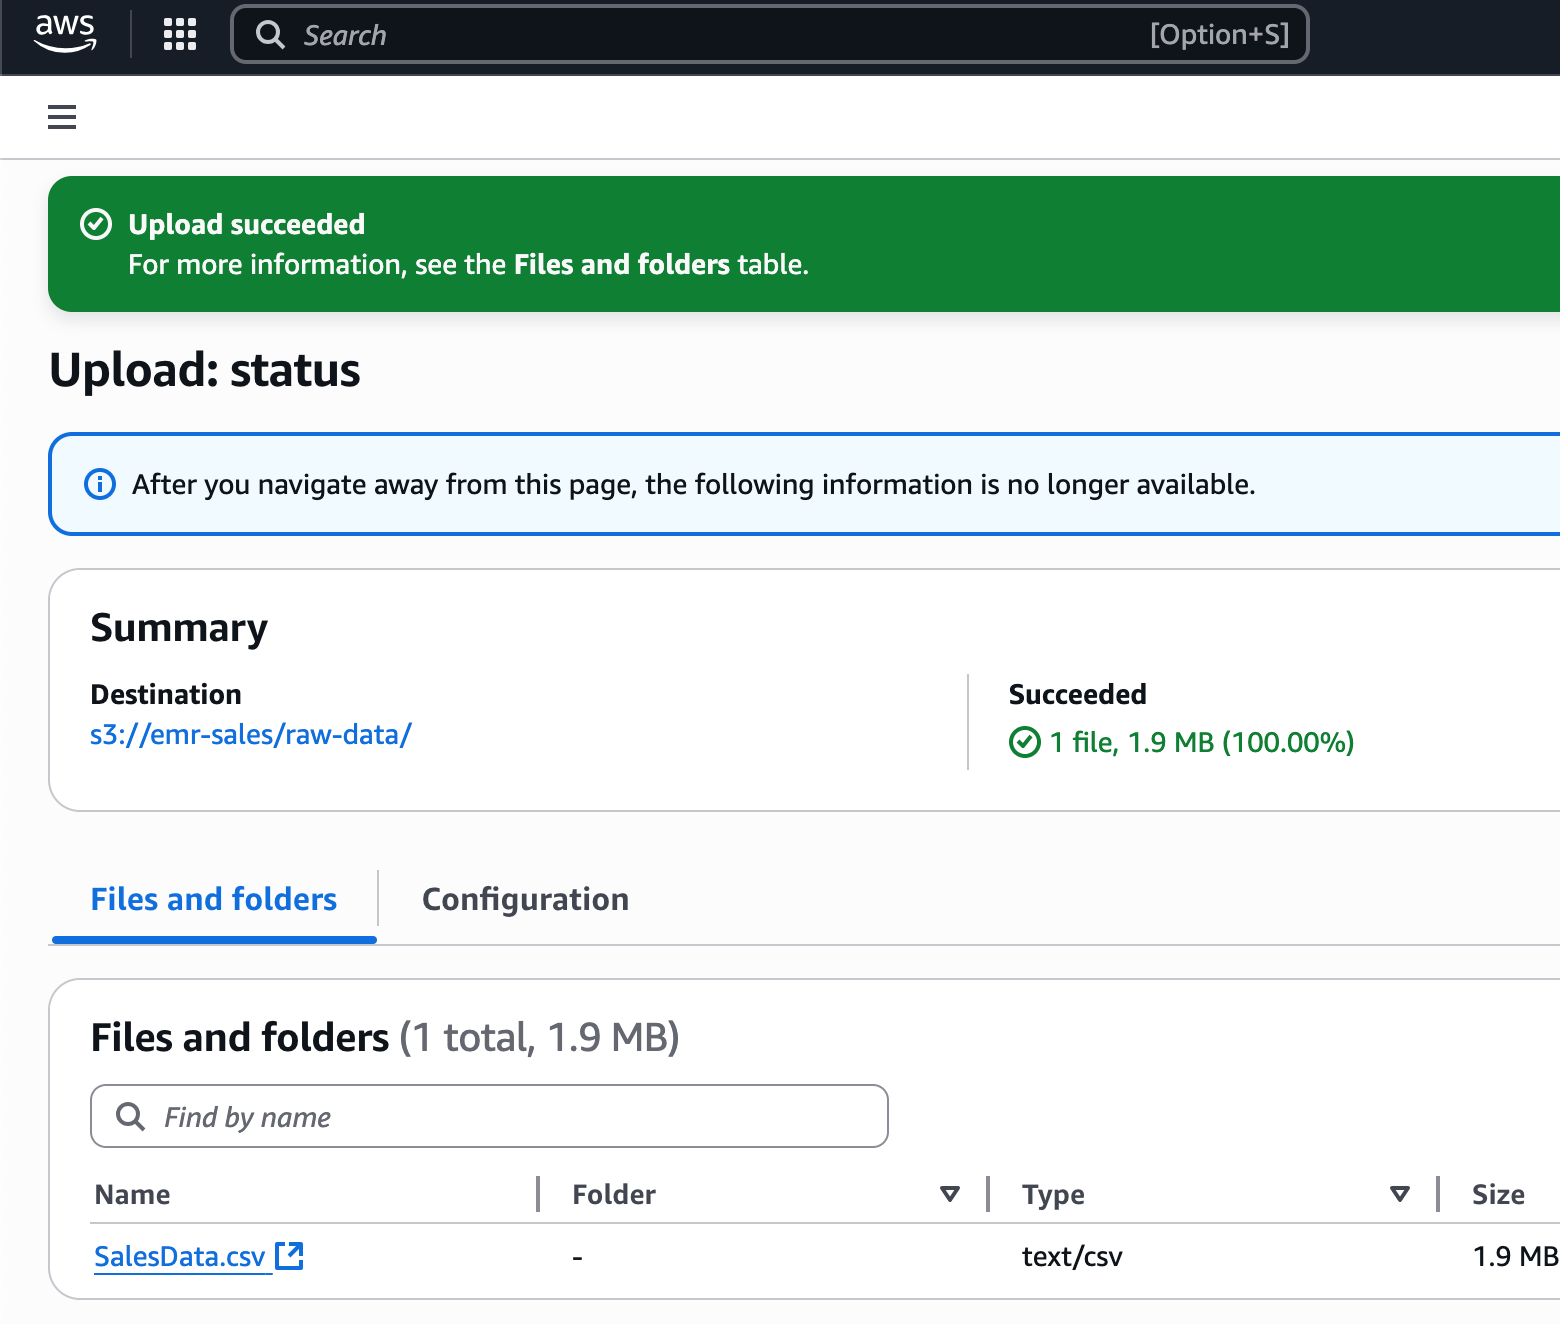 aws
Search [Option+S]
Upload succeeded
For more information, see the Files and folders table.
Upload: status
After you navigate away from this page, the following information is no longer available.
Summary
Destination
s3://emr-sales/raw-data/
Succeeded
1 file, 1.9 MB (100.00%)
Files and folders
Configuration
Files and folders (1 total, 1.9 MB)
Find by name
Name Folder Type Size
SalesData.csv - text/csv 1.9 MB